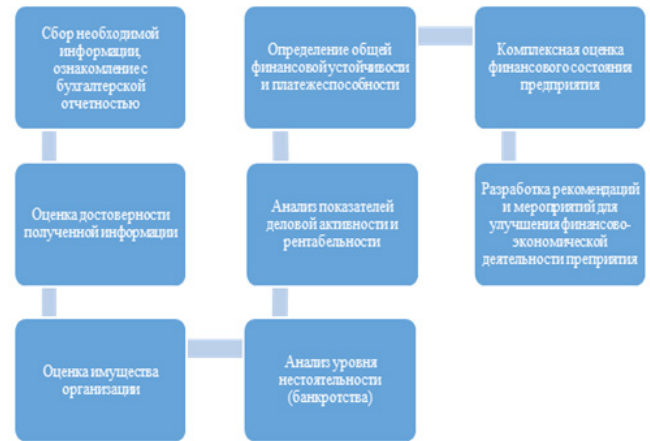 Сбор необходимой
информации,
ознакомление с
бухгалтерской
отчетностью
Оценка достоверности
полученной информации
Оценка имущества
организации
Анализ уровня
нестоятельности
(банкротства)
Анализ показателей
деловой активности и
рентабельности
Определение общей
финансовой устойчивости
и платежеспособности
Комплексная оценка
финансового состояния
предприятия
Разработка рекомендаций
и мероприятий для
улучшения финансово-
экономической
деятельности преприятия